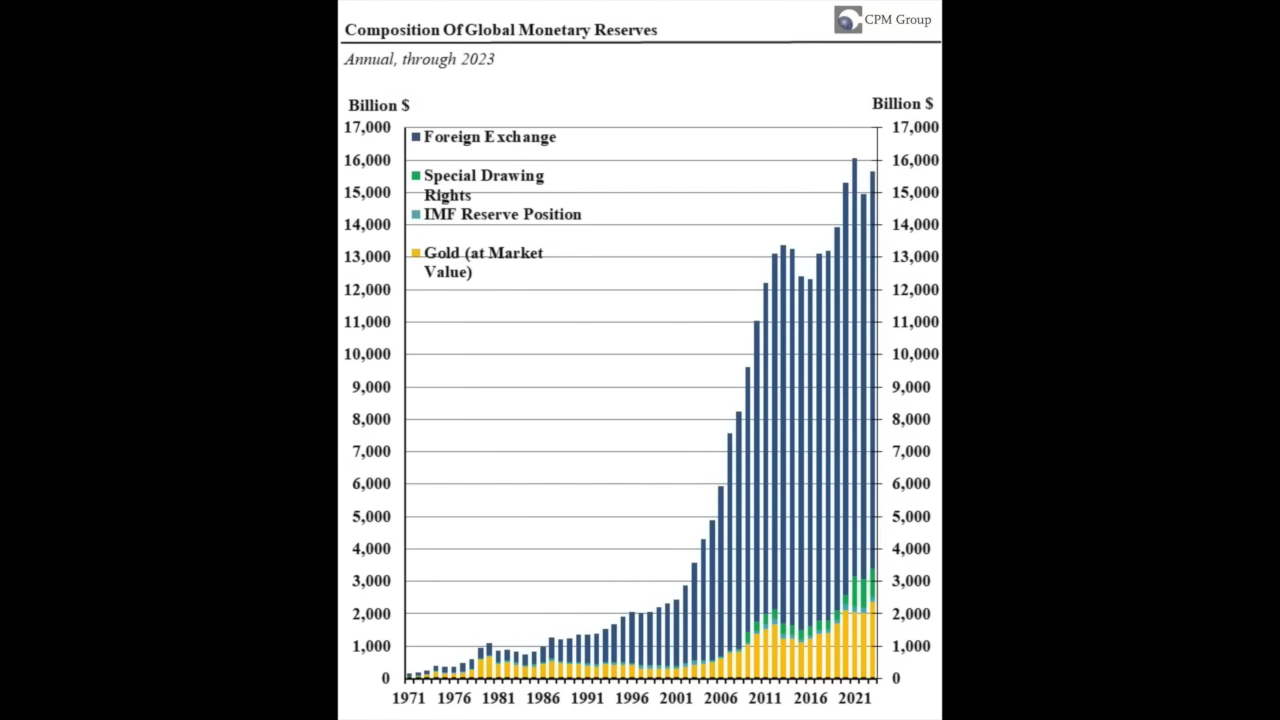 CPM Group
Composition Of Global Monetary Reserves
Annual, through 2023
Billion $ Billion $
17,000 17,000
Foreign Exchange
16,000 16,000
Special Drawing
Rights
15,000 15,000
IMF Reserve Position
14,000 14,000
Gold (at Market
13,000 13,000
Value)
12,000 12,000
11,000 11,000
10,000 10,000
9,000 9,000
8,000 8,000
7,000 7,000
6,000 6,000
5,000 5,000
4,000 4,000
3,000 3,000
2,000 2,000
1,000 1,000
0 0
1971 1976 1981 1986 1991 1996 2001 2006 2011 2016 2021